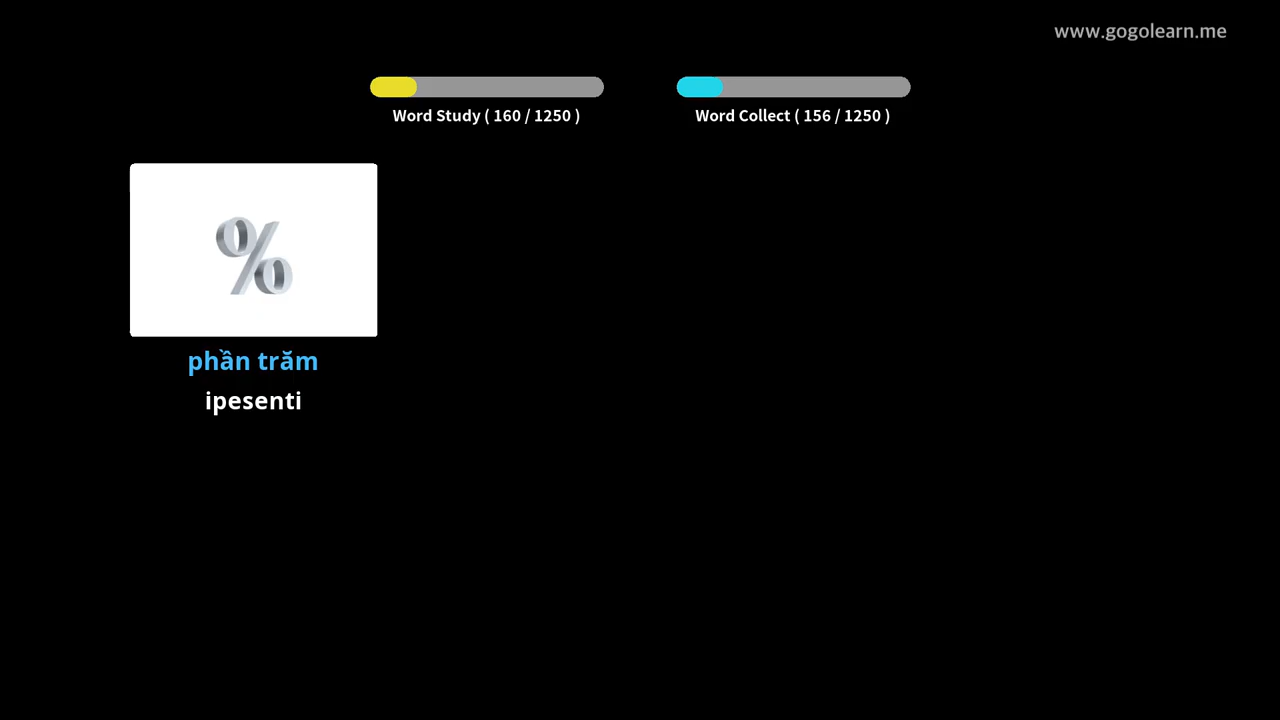 www.gogolearn.me
Word Study ( 160 / 1250 )
Word Collect ( 156 / 1250 )
%
phần trăm
ipesenti